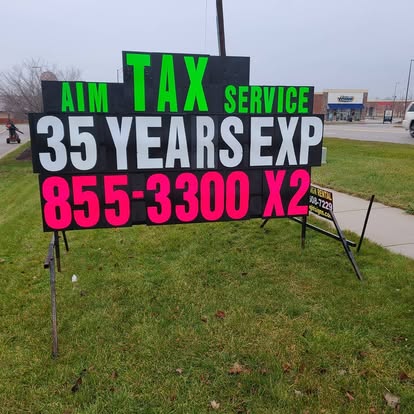 AIM TAX SERVICE
35 YEARS EXP
855-3300 X2